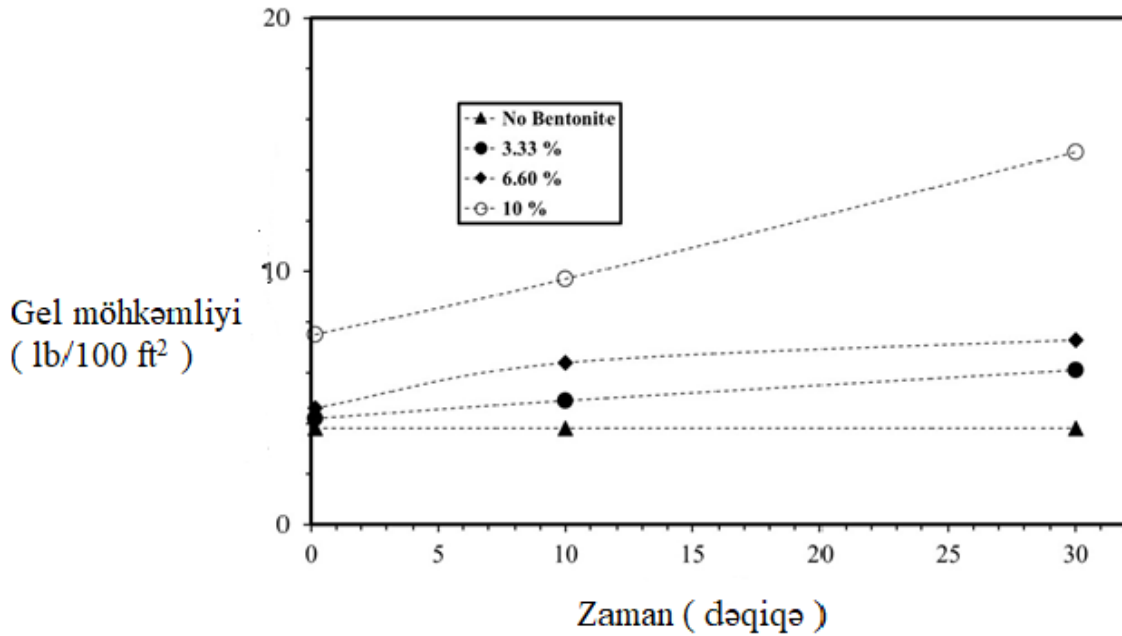 20
No Bentonite
3.33 %
6.60 %
10 %
10
Gel möhkəmliyi
( lb/100 ft² )
0
0 5 10 15 20 25 30
Zaman ( dəqiqə )